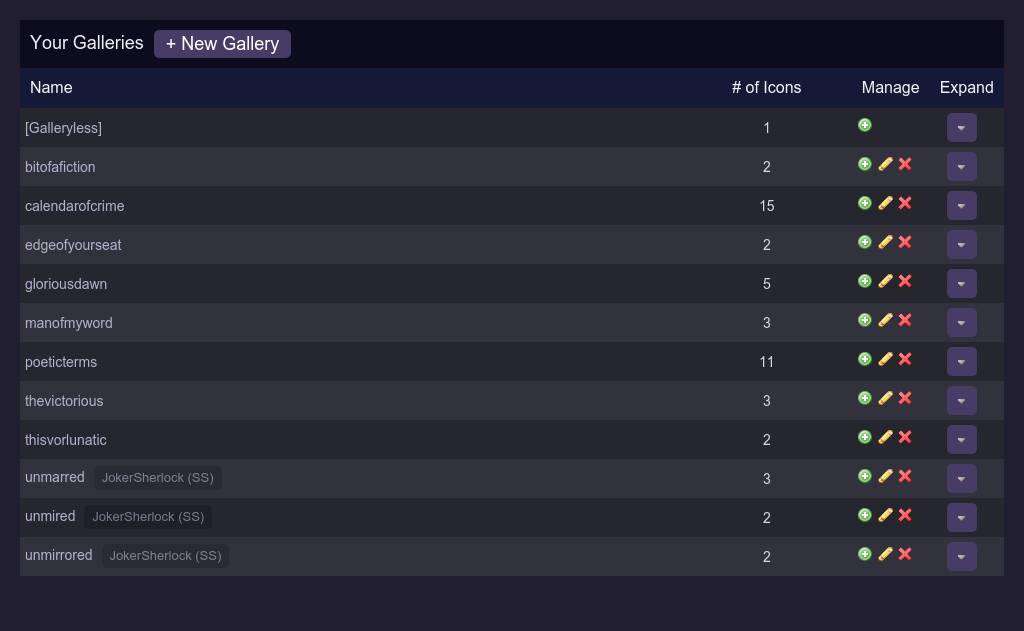 Your Galleries + New Gallery
Name # of Icons Manage Expand
[Galleryless] 1
bitofafiction 2
calendarofcrime 15
edgeofyourseat 2
gloriousdawn 5
manofmyword 3
poeticterms 11
thevictorious 3
thisvorlunatic 2
unmarred JokerSherlock (SS) 3
unmired JokerSherlock (SS) 2
unmirrored JokerSherlock (SS) 2